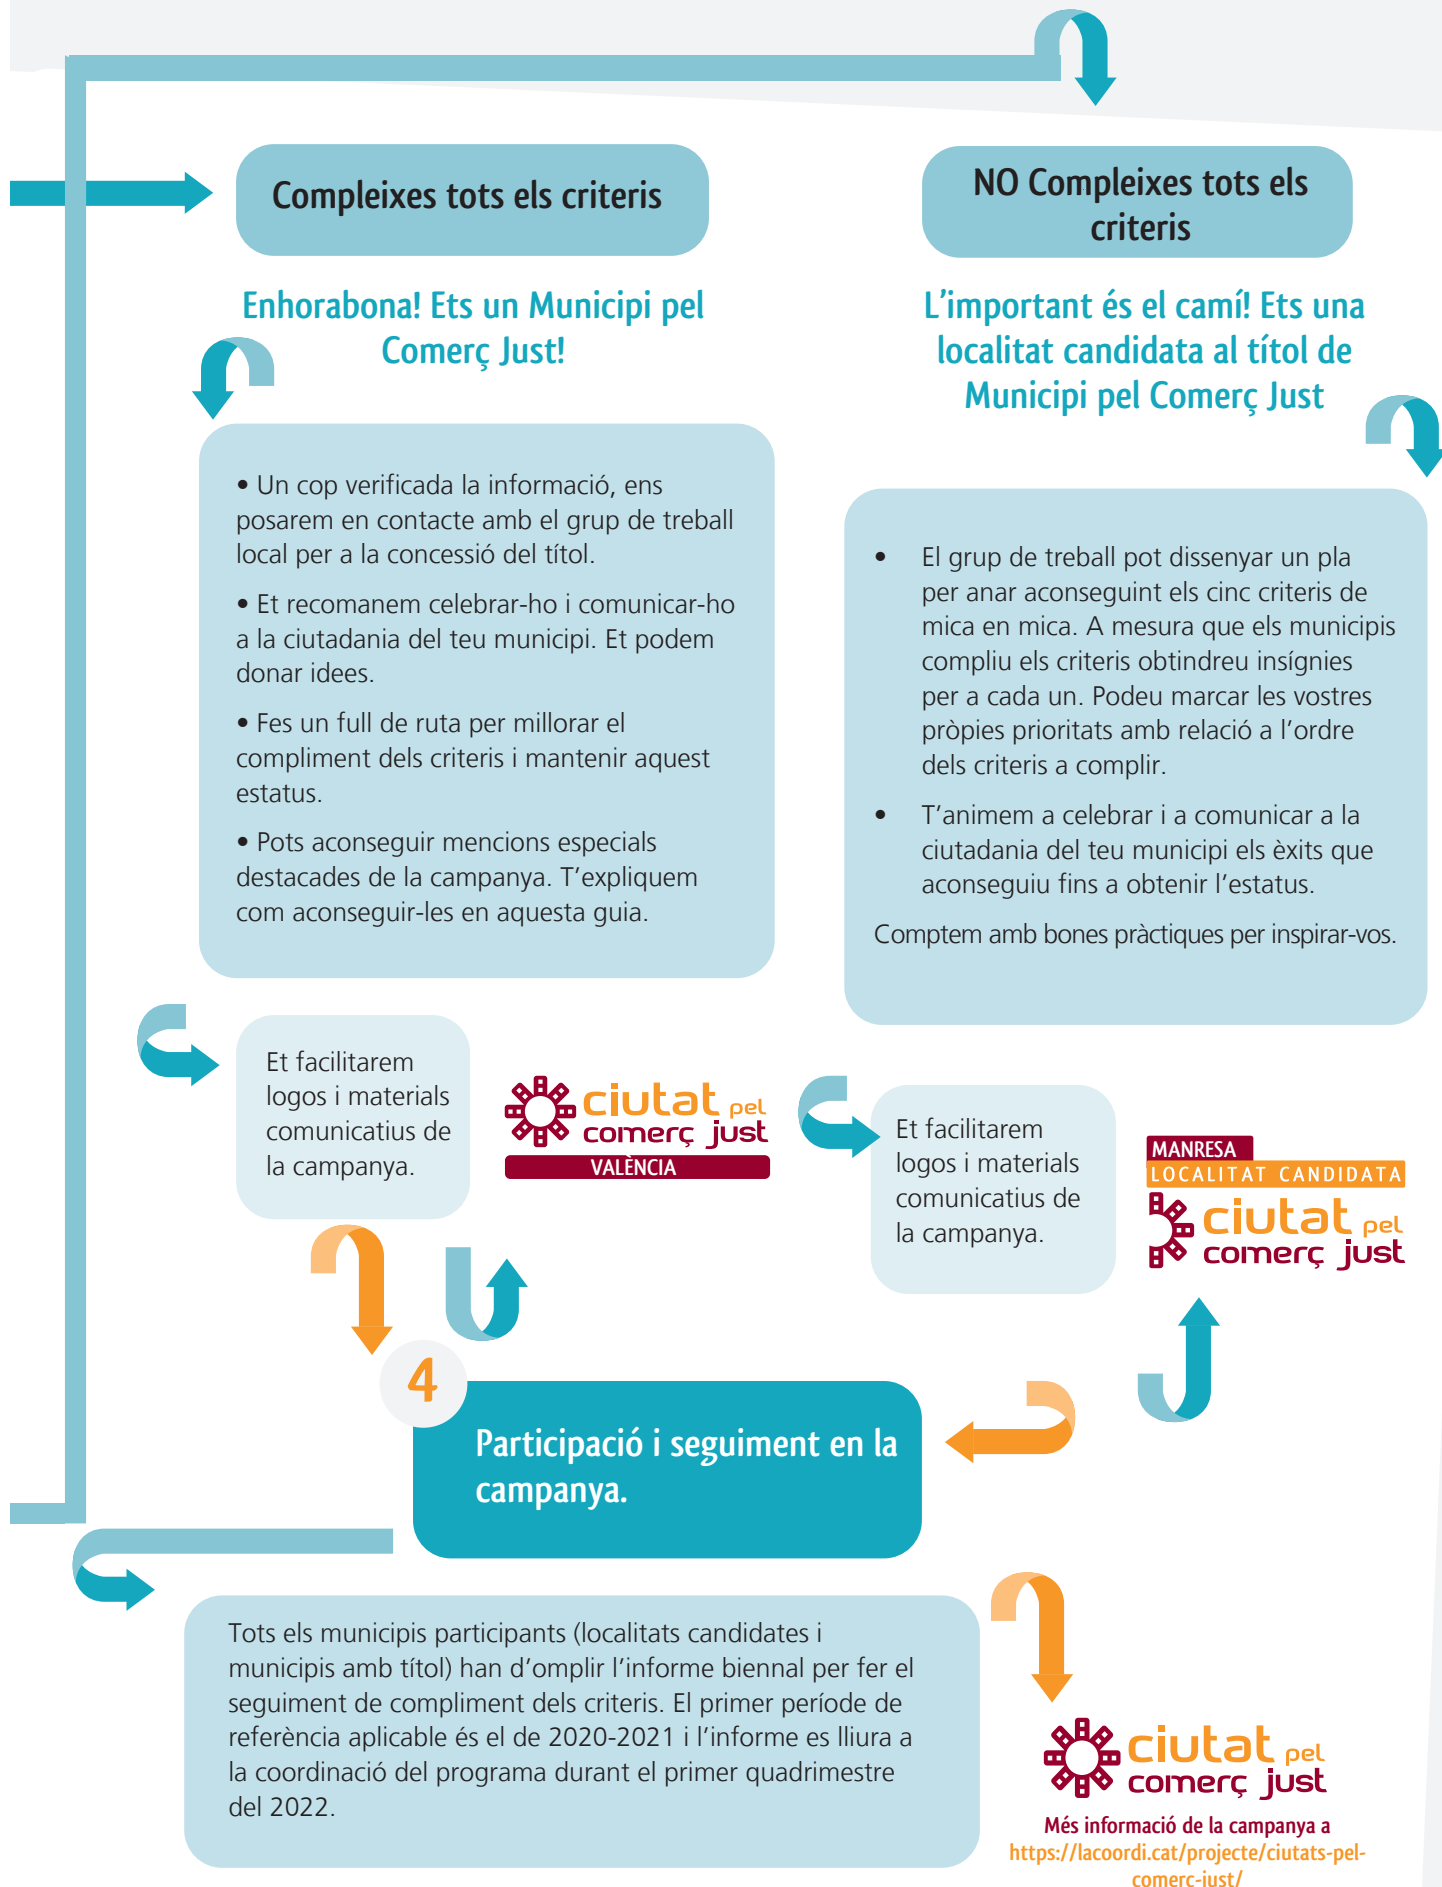 Compleixes tots els criteris
Enhorabona! Ets un Municipi pel
Comerç Just!
• Un cop verificada la informació, ens
posarem en contacte amb el grup de treball
local per a la concessió del títol.
• Et recomanem celebrar-ho i comunicar-ho
a la ciutadania del teu municipi. Et podem
donar idees.
• Fes un full de ruta per millorar el
compliment dels criteris i mantenir aquest
estatus.
• Pots aconseguir mencions especials
destacades de la campanya. T'expliquem
com aconseguir-les en aquesta guia.
Et facilitarem
logos i materials
comunicatius de
la campanya.
ciutat pel
comerç just
VALÈNCIA
NO Compleixes tots els
criteris
L'important és el camí! Ets una
localitat candidata al títol de
Municipi pel Comerç Just
• El grup de treball pot dissenyar un pla
per anar aconseguint els cinc criteris de
mica en mica. A mesura que els municipis
compliu els criteris obtindreu insígnies
per a cada un. Podeu marcar les vostres
pròpies prioritats amb relació a l'ordre
dels criteris a complir.
• T'animem a celebrar i a comunicar a la
ciutadania del teu municipi els èxits que
aconseguiu fins a obtenir l'estatus.
Comptem amb bones pràctiques per inspirar-vos.
Et facilitarem
logos i materials
comunicatius de
la campanya.
MANRESA
LOCALITAT CANDIDATA
ciutat pel
comerç just
4
Participació i seguiment en la
campanya.
Tots els municipis participants (localitats candidates i
municipis amb títol) han d'omplir l'informe biennal per fer el
seguiment de compliment dels criteris. El primer període de
referència aplicable és el de 2020-2021 i l'informe es lliura a
la coordinació del programa durant el primer quadrimestre
del 2022.
ciutat pel
comerç just
Més informació de la campanya a
https://lacoordi.cat/projecte/ciutats-pel-
comerc-just/